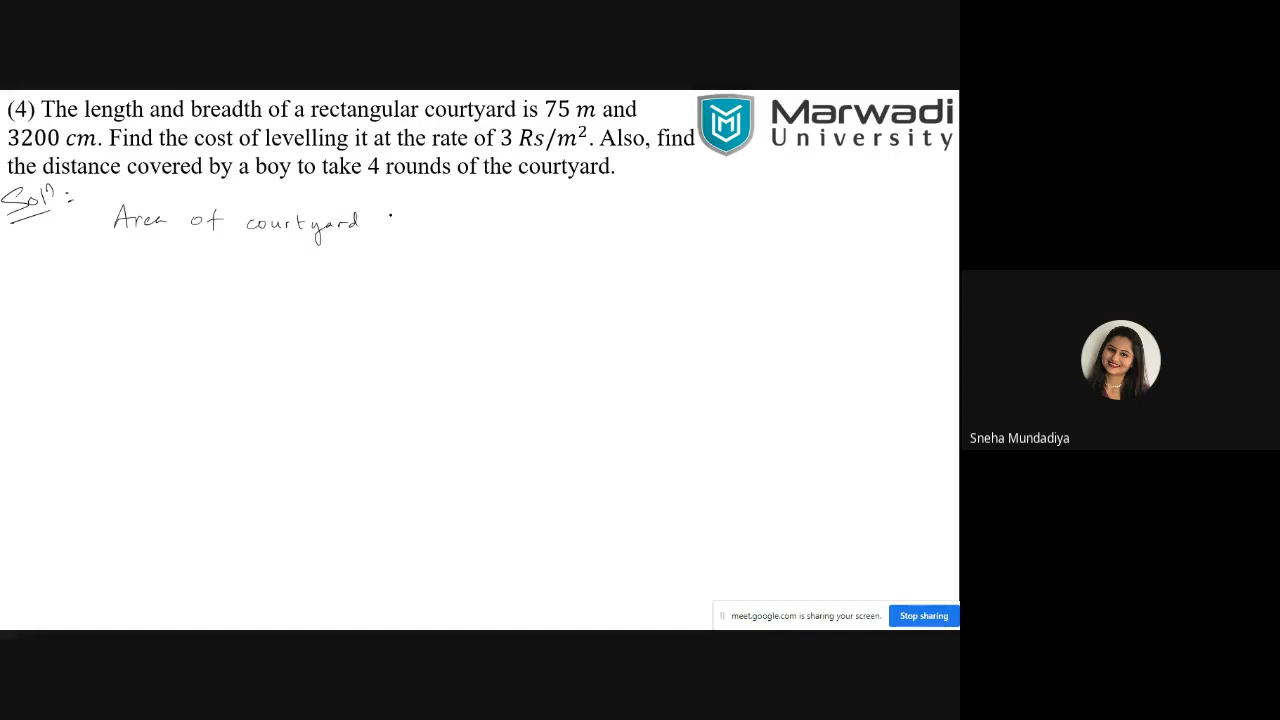 (4) The length and breadth of a rectangular courtyard is 75 m and
3200 cm. Find the cost of levelling it at the rate of 3 Rs/m². Also, find
the distance covered by a boy to take 4 rounds of the courtyard.
Marwadi
University
Solⁿ:
Area of courtyard
Sneha Mundadiya
meet.google.com is sharing your screen.
Stop sharing